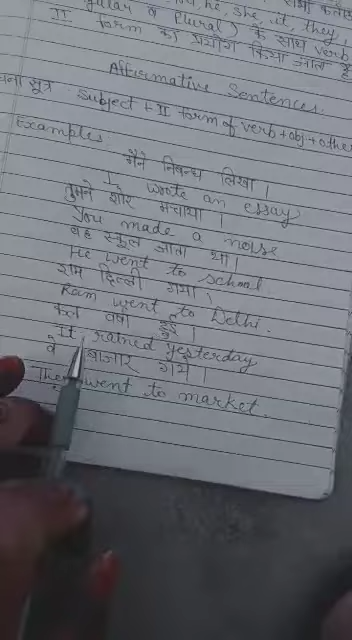 he, she, it, they,
Plural) के साथ verb
II form का प्रयोग किया जाता है
Affirmative Sentences.
सूत्र Subject + II form of verb + obj + other
Examples
मैने निबन्ध लिखा ।
I wrote an essay
तुमने शोर मचाया ।
You made a noise
वह स्कूल जाता था ।
He went to school.
राम दिल्ली गया ।
Ram went to Delhi.
कल वर्षा हुई ।
It rained yesterday
वे बाजार गये ।
They went to market.